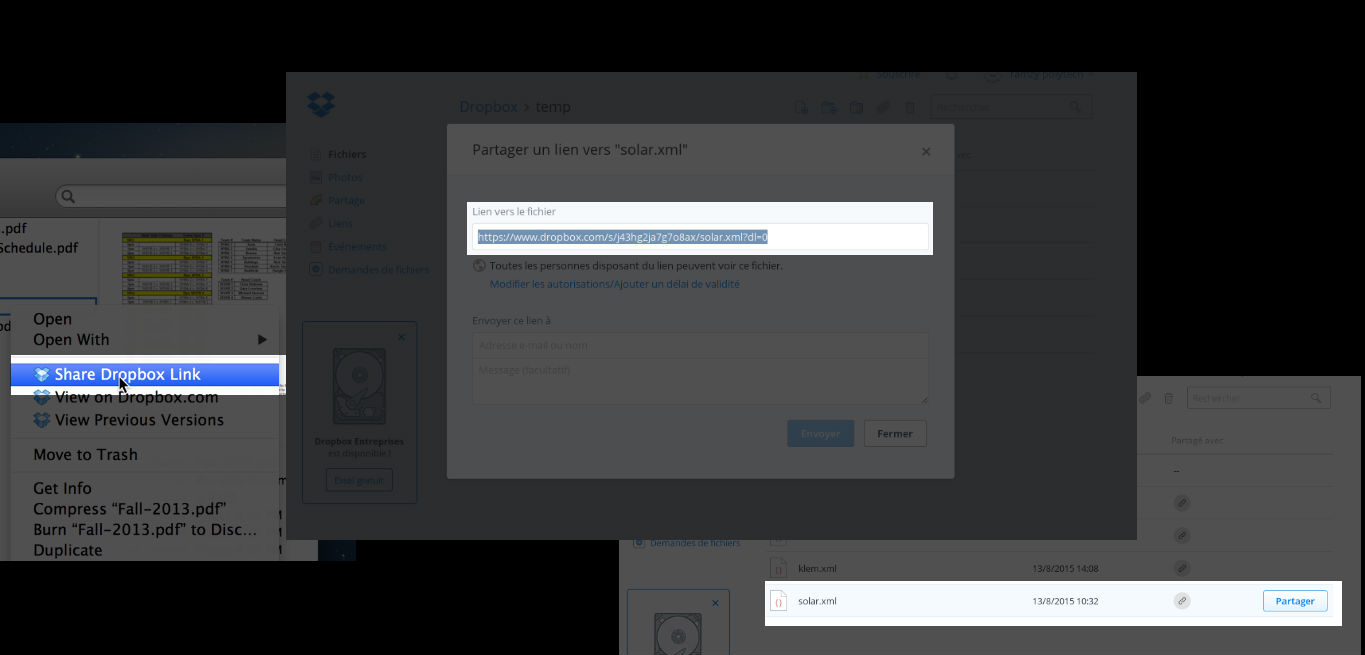 .pdf
Schedule.pdf
Open
Open With
Share Dropbox Link
View on Dropbox.com
View Previous Versions
Move to Trash
Get Info
Compress “Fall-2013.pdf”
Burn “Fall-2013.pdf” to Disc...
Duplicate
Souscrire
ramzy polytech
Dropbox > temp
Rechercher
Fichiers
Photos
Partage
Liens
Événements
Demandes de fichiers
Dropbox Entreprises
est disponible !
Essai gratuit
Partager un lien vers "solar.xml"
Lien vers le fichier
https://www.dropbox.com/s/j43hg2ja7g7o8ax/solar.xml?dl=0
Toutes les personnes disposant du lien peuvent voir ce fichier.
Modifier les autorisations/Ajouter un délai de validité
Envoyer ce lien à
Adresse e-mail ou nom
Message (facultatif)
Envoyer
Fermer
Rechercher
Partagé avec
--
Demandes de fichiers
klem.xml 13/8/2015 14:08
solar.xml 13/8/2015 10:32 Partager